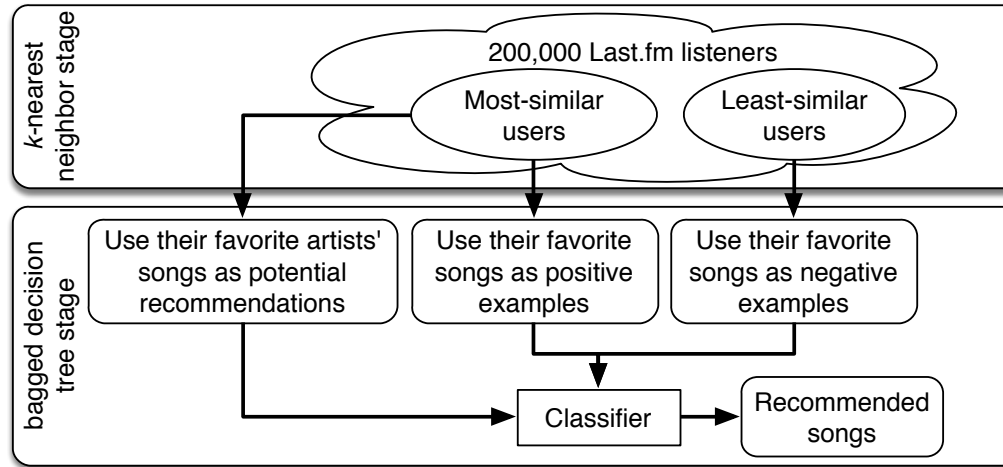 k-nearest
neighbor stage
200,000 Last.fm listeners
Most-similar
users
Least-similar
users
bagged decision
tree stage
Use their favorite artists'
songs as potential
recommendations
Use their favorite
songs as positive
examples
Use their favorite
songs as negative
examples
Classifier
Recommended
songs